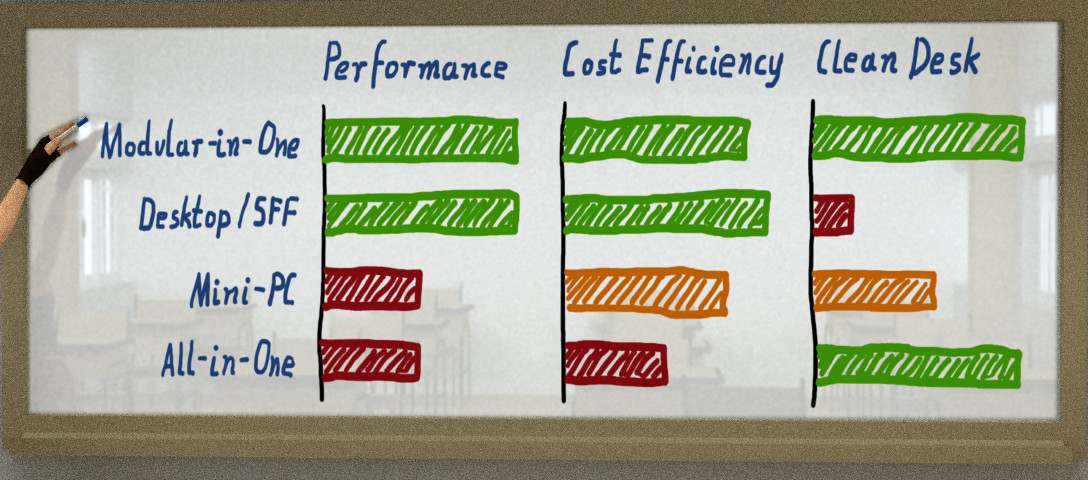 Performance Cost Efficiency Clean Desk
Modular-in-One
Desktop/SFF
Mini-PC
All-in-One